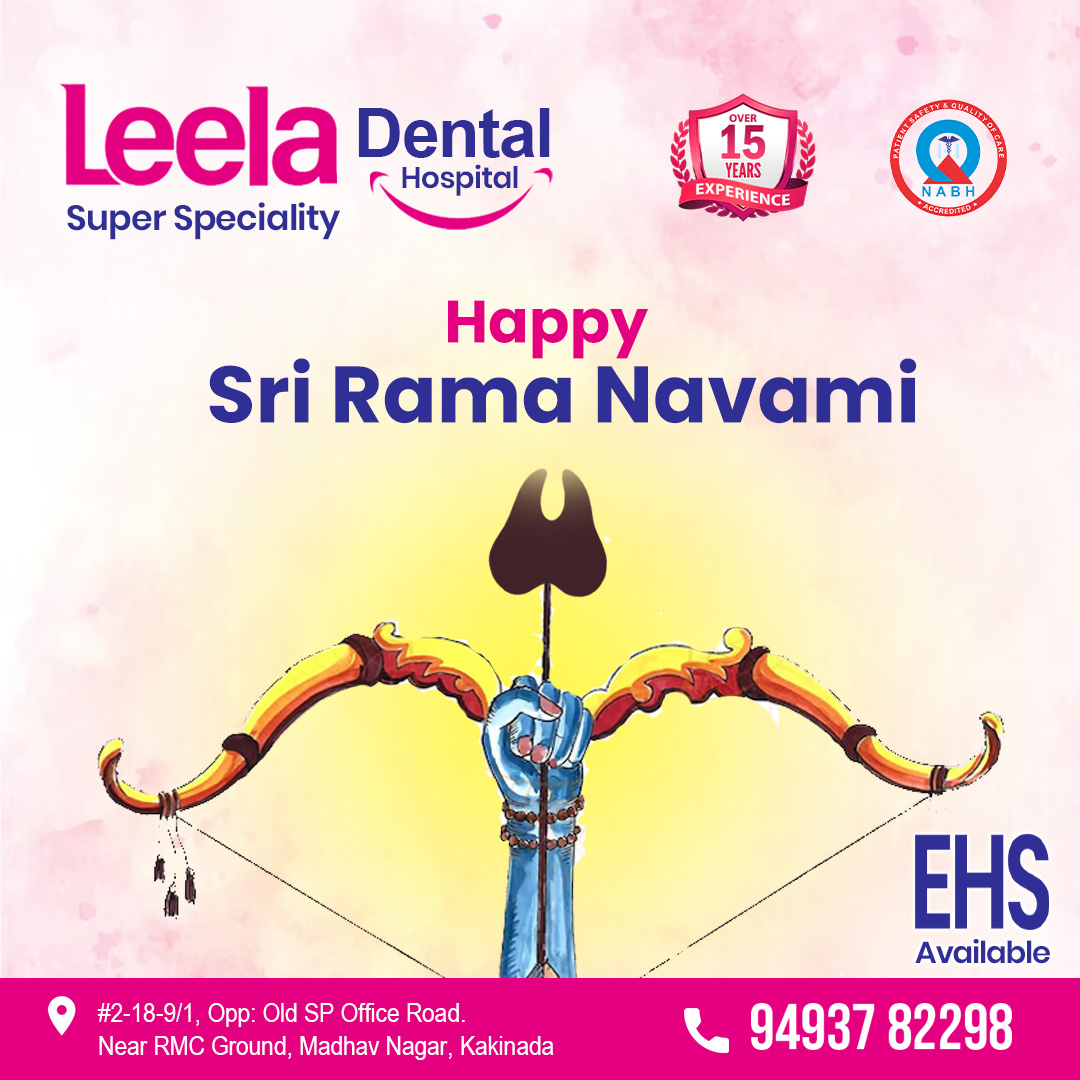 Leela Dental
Hospital
Super Speciality
OVER
15
YEARS
EXPERIENCE
PATIENT SAFETY & QUALITY OF CARE
NABH
ACCREDITED
Happy
Sri Rama Navami
EHS
Available
#2-18-9/1, Opp: Old SP Office Road.
Near RMC Ground, Madhav Nagar, Kakinada
94937 82298